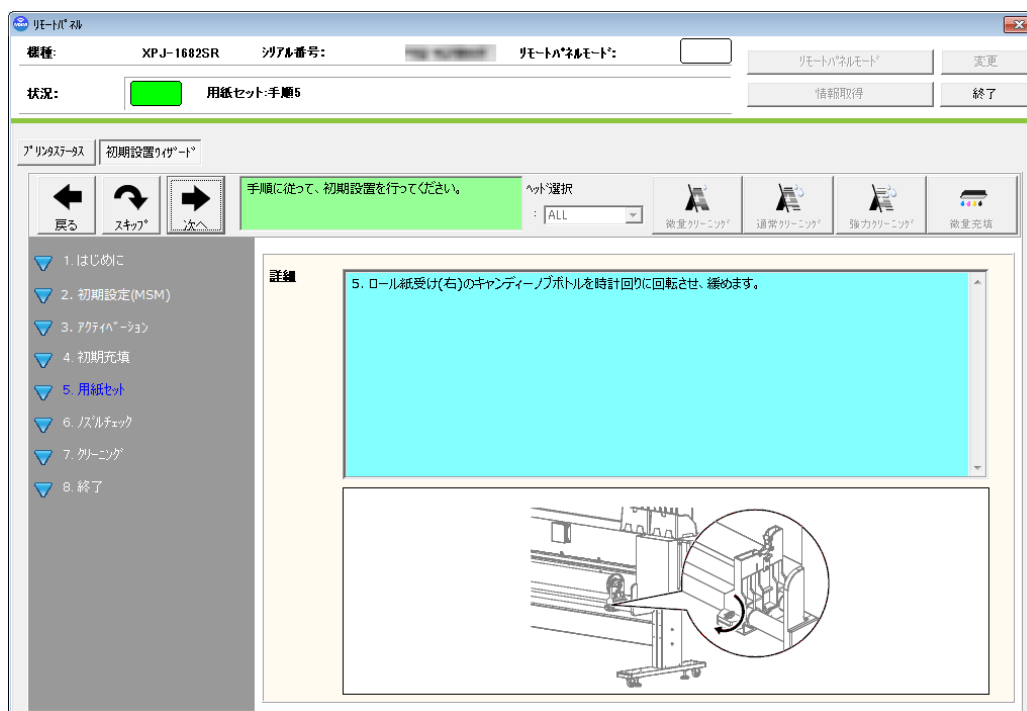 リモートパネル
機種: XPJ-1682SR シリアル番号: リモートパネルモード:
リモートパネルモード 変更
状況: 用紙セット:手順5
情報取得 終了
プリンタステータス 初期設置ウィザード
戻る スキップ 次へ
手順に従って、初期設置を行ってください。
ヘッド選択
: ALL
微量クリーニング 通常クリーニング 強力クリーニング 微量充填
1. はじめに
2. 初期設定(MSM)
3. アクティベーション
4. 初期充填
5. 用紙セット
6. ノズルチェック
7. クリーニング
8. 終了
詳細
5. ロール紙受け(右)のキャンディーノブボトルを時計回りに回転させ、緩めます。